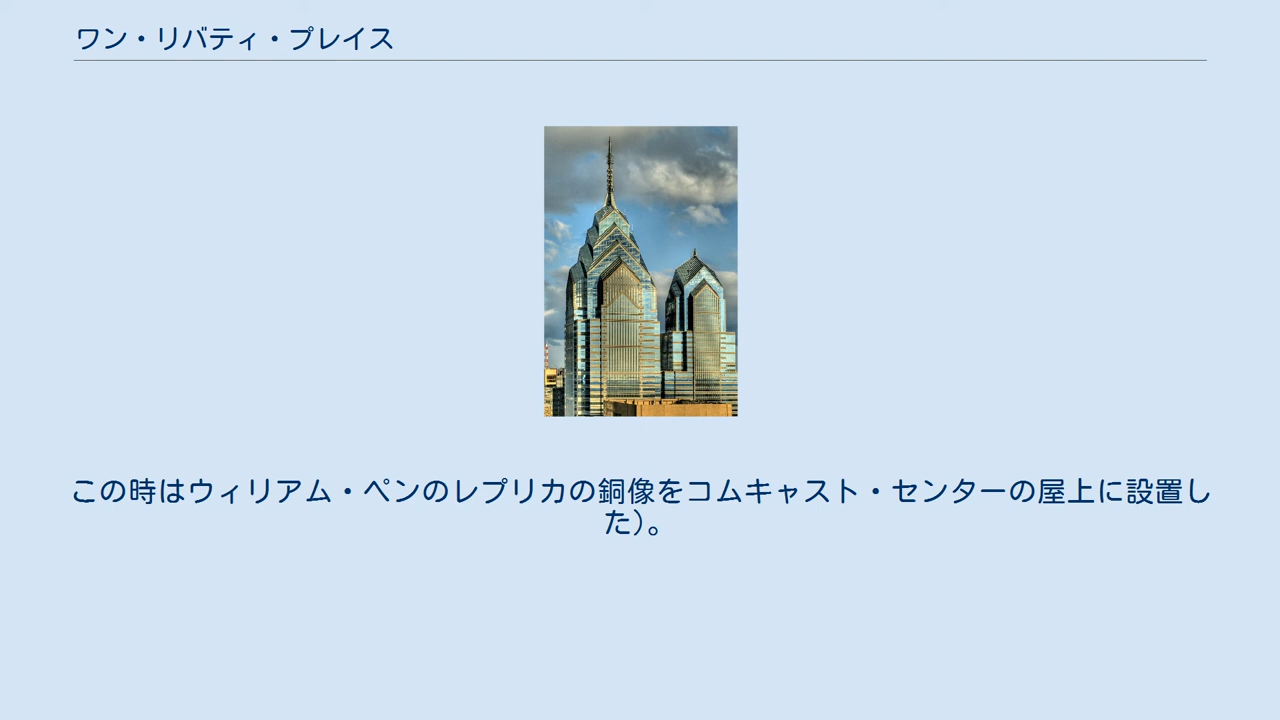 ワン・リバティ・プレイス
この時はウィリアム・ペンのレプリカの銅像をコムキャスト・センターの屋上に設置し
た)。